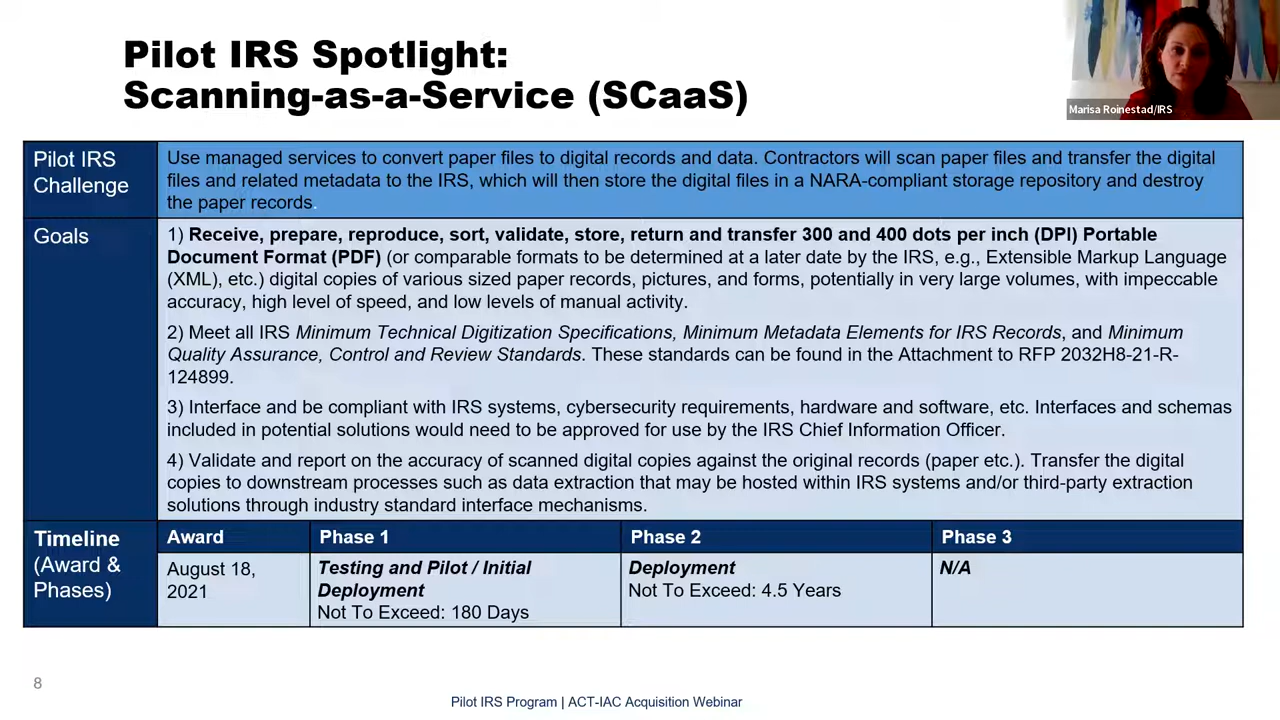 Pilot IRS Spotlight:
Scanning-as-a-Service (SCaaS)
Marisa Roinestad/IRS
Pilot IRS
Challenge
Use managed services to convert paper files to digital records and data. Contractors will scan paper files and transfer the digital
files and related metadata to the IRS, which will then store the digital files in a NARA-compliant storage repository and destroy
the paper records.
Goals
1) Receive, prepare, reproduce, sort, validate, store, return and transfer 300 and 400 dots per inch (DPI) Portable
Document Format (PDF) (or comparable formats to be determined at a later date by the IRS, e.g., Extensible Markup Language
(XML), etc.) digital copies of various sized paper records, pictures, and forms, potentially in very large volumes, with impeccable
accuracy, high level of speed, and low levels of manual activity.
2) Meet all IRS Minimum Technical Digitization Specifications, Minimum Metadata Elements for IRS Records, and Minimum
Quality Assurance, Control and Review Standards. These standards can be found in the Attachment to RFP 2032H8-21-R-
124899.
3) Interface and be compliant with IRS systems, cybersecurity requirements, hardware and software, etc. Interfaces and schemas
included in potential solutions would need to be approved for use by the IRS Chief Information Officer.
4) Validate and report on the accuracy of scanned digital copies against the original records (paper etc.). Transfer the digital
copies to downstream processes such as data extraction that may be hosted within IRS systems and/or third-party extraction
solutions through industry standard interface mechanisms.
Timeline
(Award &
Phases)
Award
Phase 1
Phase 2
Phase 3
August 18,
2021
Testing and Pilot / Initial
Deployment
Not To Exceed: 180 Days
Deployment
Not To Exceed: 4.5 Years
N/A
8
Pilot IRS Program | ACT-IAC Acquisition Webinar